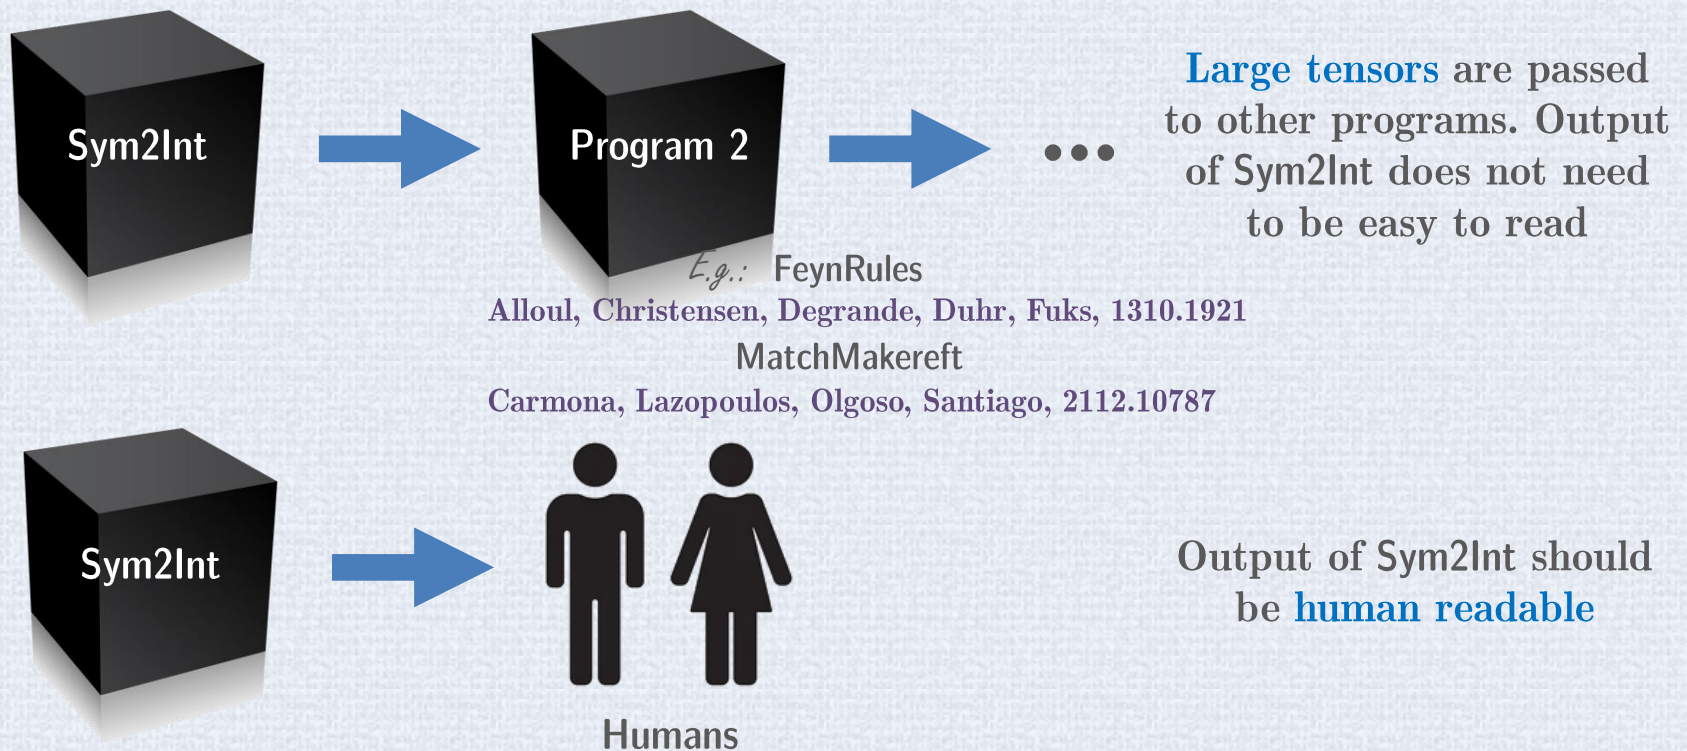 Sym2Int
Program 2
•••
Large tensors are passed
to other programs. Output
of Sym2Int does not need
to be easy to read
E.g.: FeynRules
Alloul, Christensen, Degrande, Duhr, Fuks, 1310.1921
MatchMakereft
Carmona, Lazopoulos, Olgoso, Santiago, 2112.10787
Sym2Int
Output of Sym2Int should
be human readable
Humans